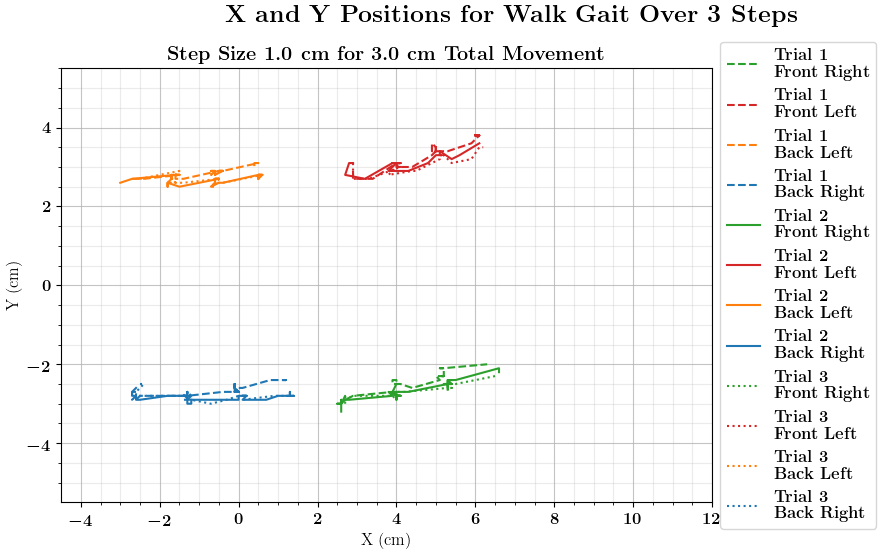 X and Y Positions for Walk Gait Over 3 Steps
Step Size 1.0 cm for 3.0 cm Total Movement
Y (cm)
4
2
0
−2
−4
−4
−2
0
2
4
6
8
10
12
X (cm)
Trial 1
Front Right
Trial 1
Front Left
Trial 1
Back Left
Trial 1
Back Right
Trial 2
Front Right
Trial 2
Front Left
Trial 2
Back Left
Trial 2
Back Right
Trial 3
Front Right
Trial 3
Front Left
Trial 3
Back Left
Trial 3
Back Right